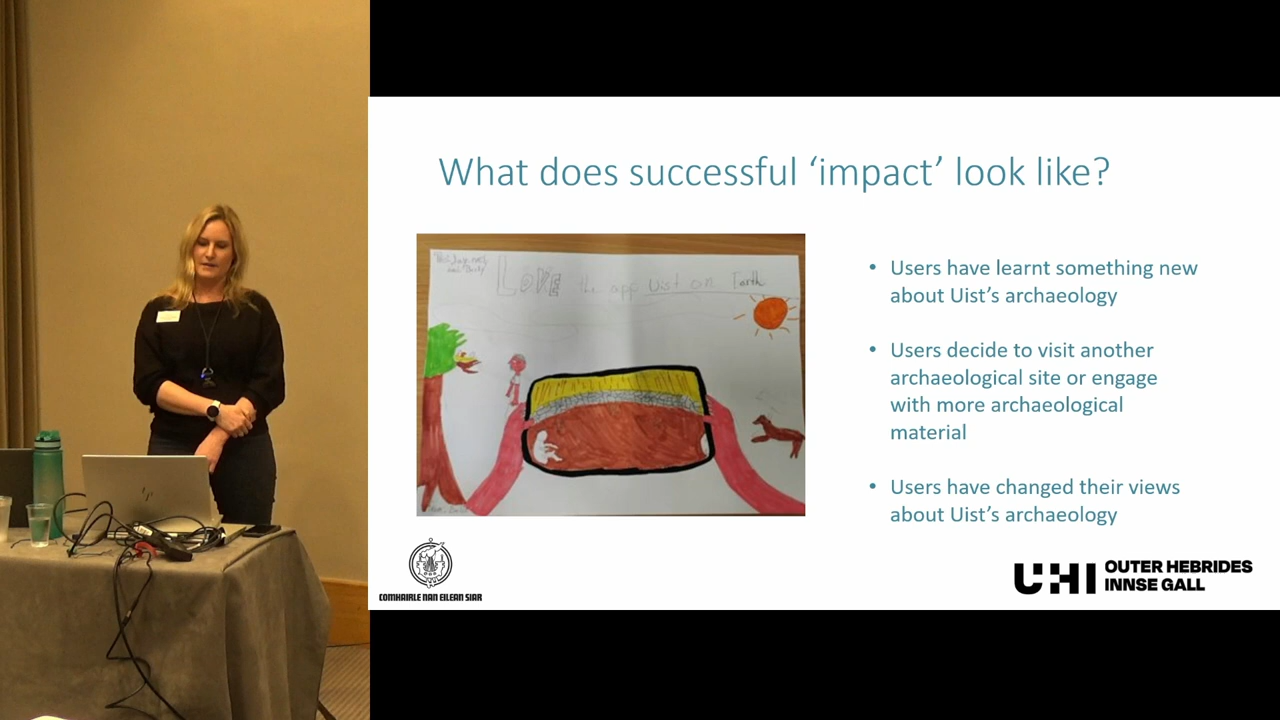 What does successful ‘impact’ look like?
LOVE the app Uist on
• Users have learnt something new
about Uist’s archaeology
• Users decide to visit another
archaeological site or engage
with more archaeological
material
• Users have changed their views
about Uist’s archaeology
COMHAIRLE NAN EILEAN SIAR
UHI OUTER HEBRIDES
INNSE GALL
hp